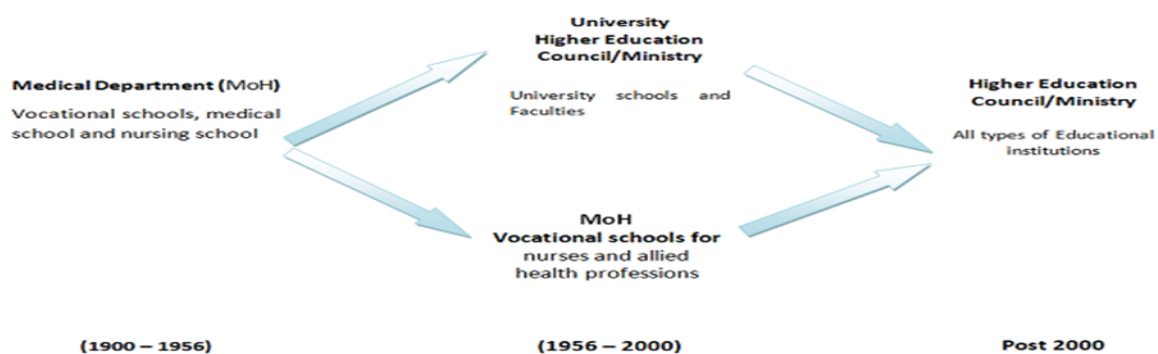 Medical Department (MoH)
Vocational schools, medical
school and nursing school
University
Higher Education
Council/Ministry
University schools and
Faculties
MoH
Vocational schools for
nurses and allied
health professions
Higher Education
Council/Ministry
All types of Educational
institutions
(1900 – 1956)
(1956 – 2000)
Post 2000